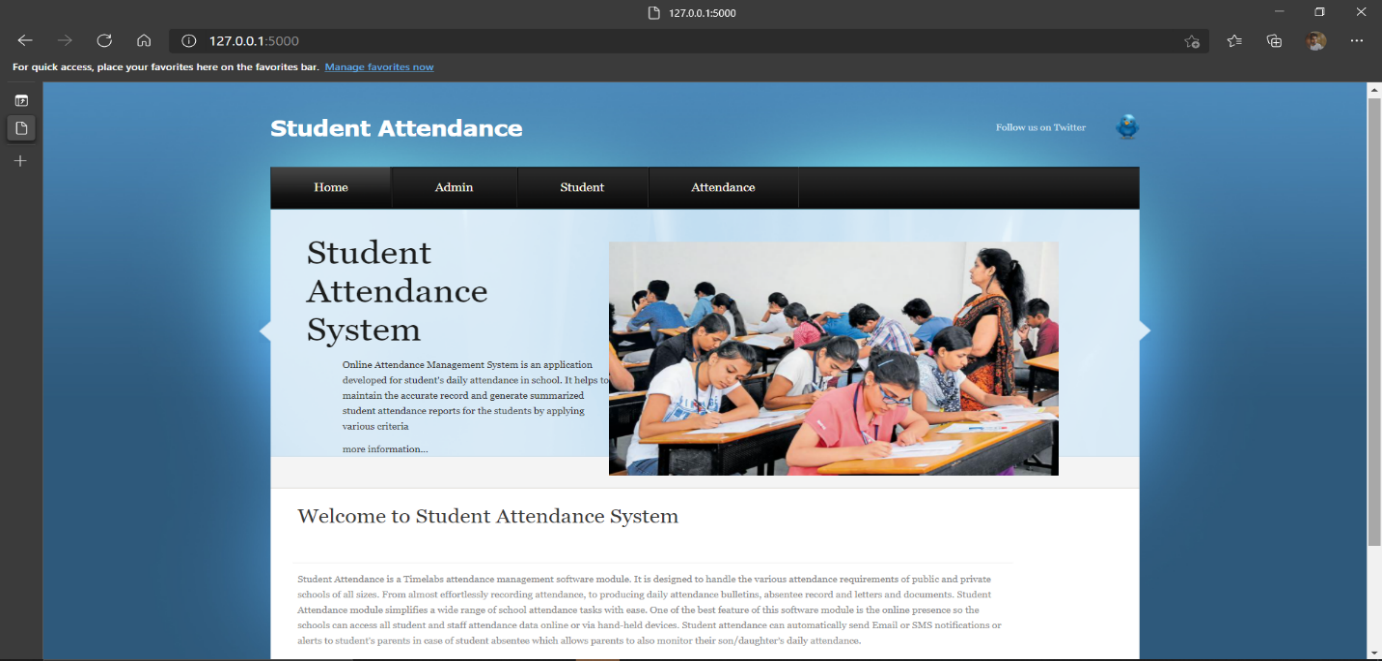 127.0.0.1:5000
127.0.0.1:5000
For quick access, place your favorites here on the favorites bar. Manage favorites now
Student Attendance
Follow us on Twitter
Home Admin Student Attendance
Student
Attendance
System
Online Attendance Management System is an application
developed for student's daily attendance in school. It helps to
maintain the accurate record and generate summarized
student attendance reports for the students by applying
various criteria
more information...
Welcome to Student Attendance System
Student Attendance is a Timelabs attendance management software module. It is designed to handle the various attendance requirements of public and private
schools of all sizes. From almost effortlessly recording attendance, to producing daily attendance bulletins, absentee record and letters and documents. Student
Attendance module simplifies a wide range of school attendance tasks with ease. One of the best feature of this software module is the online presence so the
schools can access all student and staff attendance data online or via hand-held devices. Student attendance can automatically send Email or SMS notifications or
alerts to student's parents in case of student absentee which allows parents to also monitor their son/daughter's daily attendance.